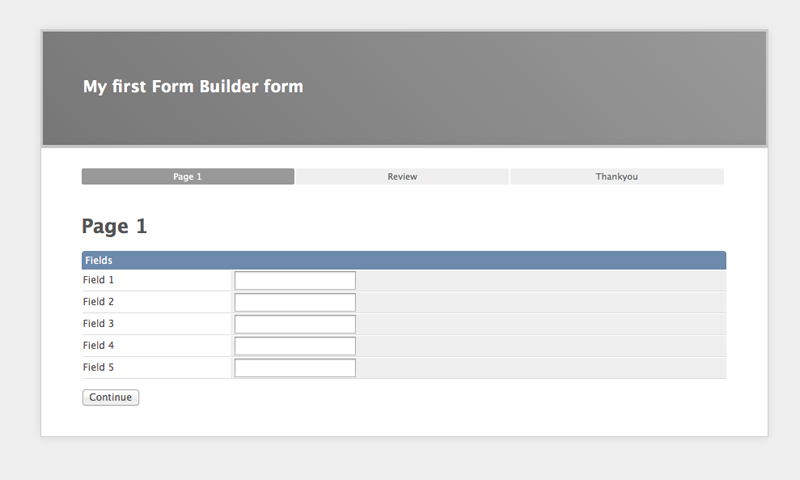 My first Form Builder form
Page 1 Review Thankyou
Page 1
Fields
Field 1
Field 2
Field 3
Field 4
Field 5
Continue